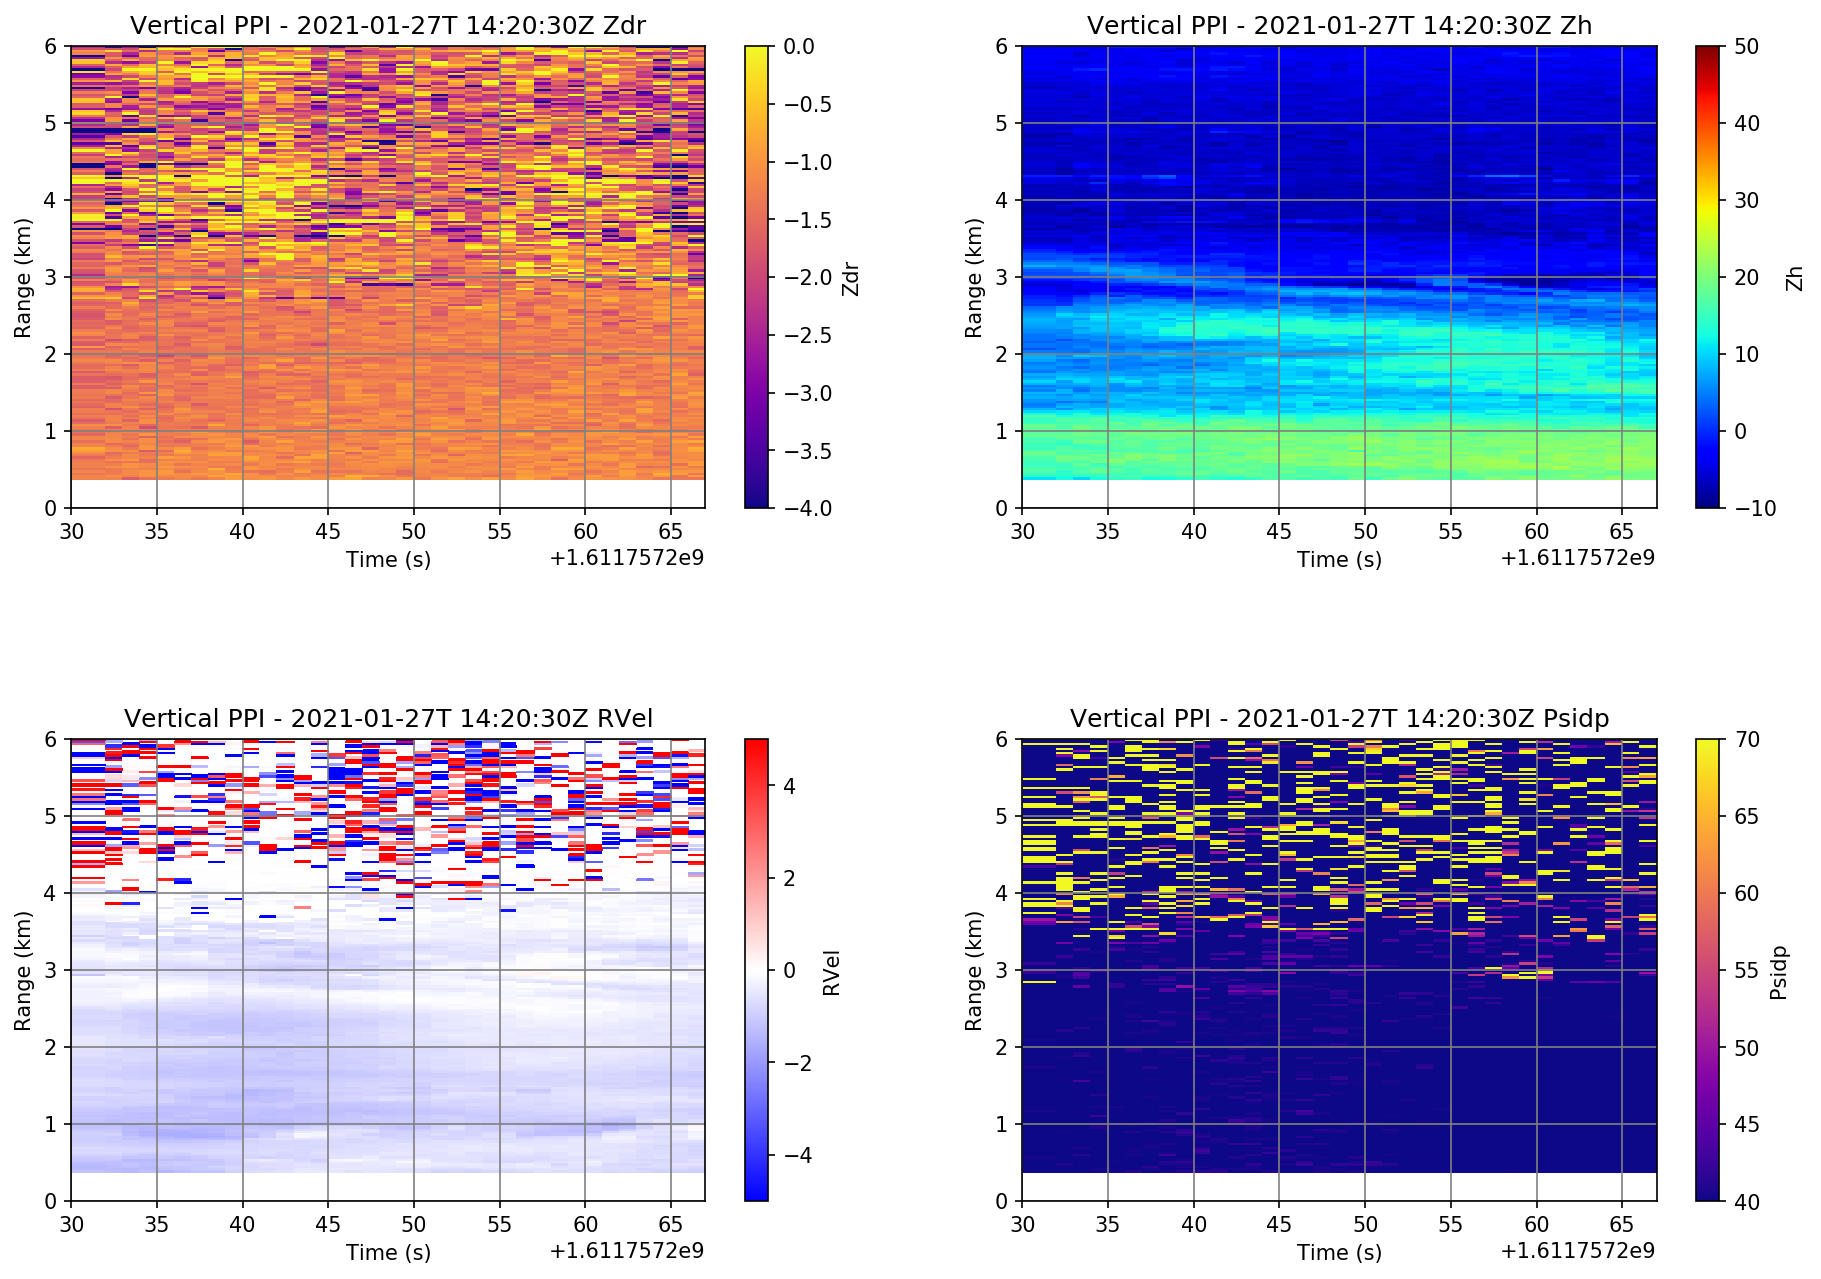 Vertical PPI - 2021-01-27T 14:20:30Z Zdr
6
5
4
3
2
1
0
Range (km)
30 35 40 45 50 55 60 65
Time (s)
+1.6117572e9
0.0
−0.5
−1.0
−1.5
−2.0
−2.5
−3.0
−3.5
−4.0
Zdr
Vertical PPI - 2021-01-27T 14:20:30Z Zh
6
5
4
3
2
1
0
Range (km)
30 35 40 45 50 55 60 65
Time (s)
+1.6117572e9
50
40
30
20
10
0
−10
Zh
Vertical PPI - 2021-01-27T 14:20:30Z RVel
6
5
4
3
2
1
0
Range (km)
30 35 40 45 50 55 60 65
Time (s)
+1.6117572e9
4
2
0
−2
−4
RVel
Vertical PPI - 2021-01-27T 14:20:30Z Psidp
6
5
4
3
2
1
0
Range (km)
30 35 40 45 50 55 60 65
Time (s)
+1.6117572e9
70
65
60
55
50
45
40
Psidp